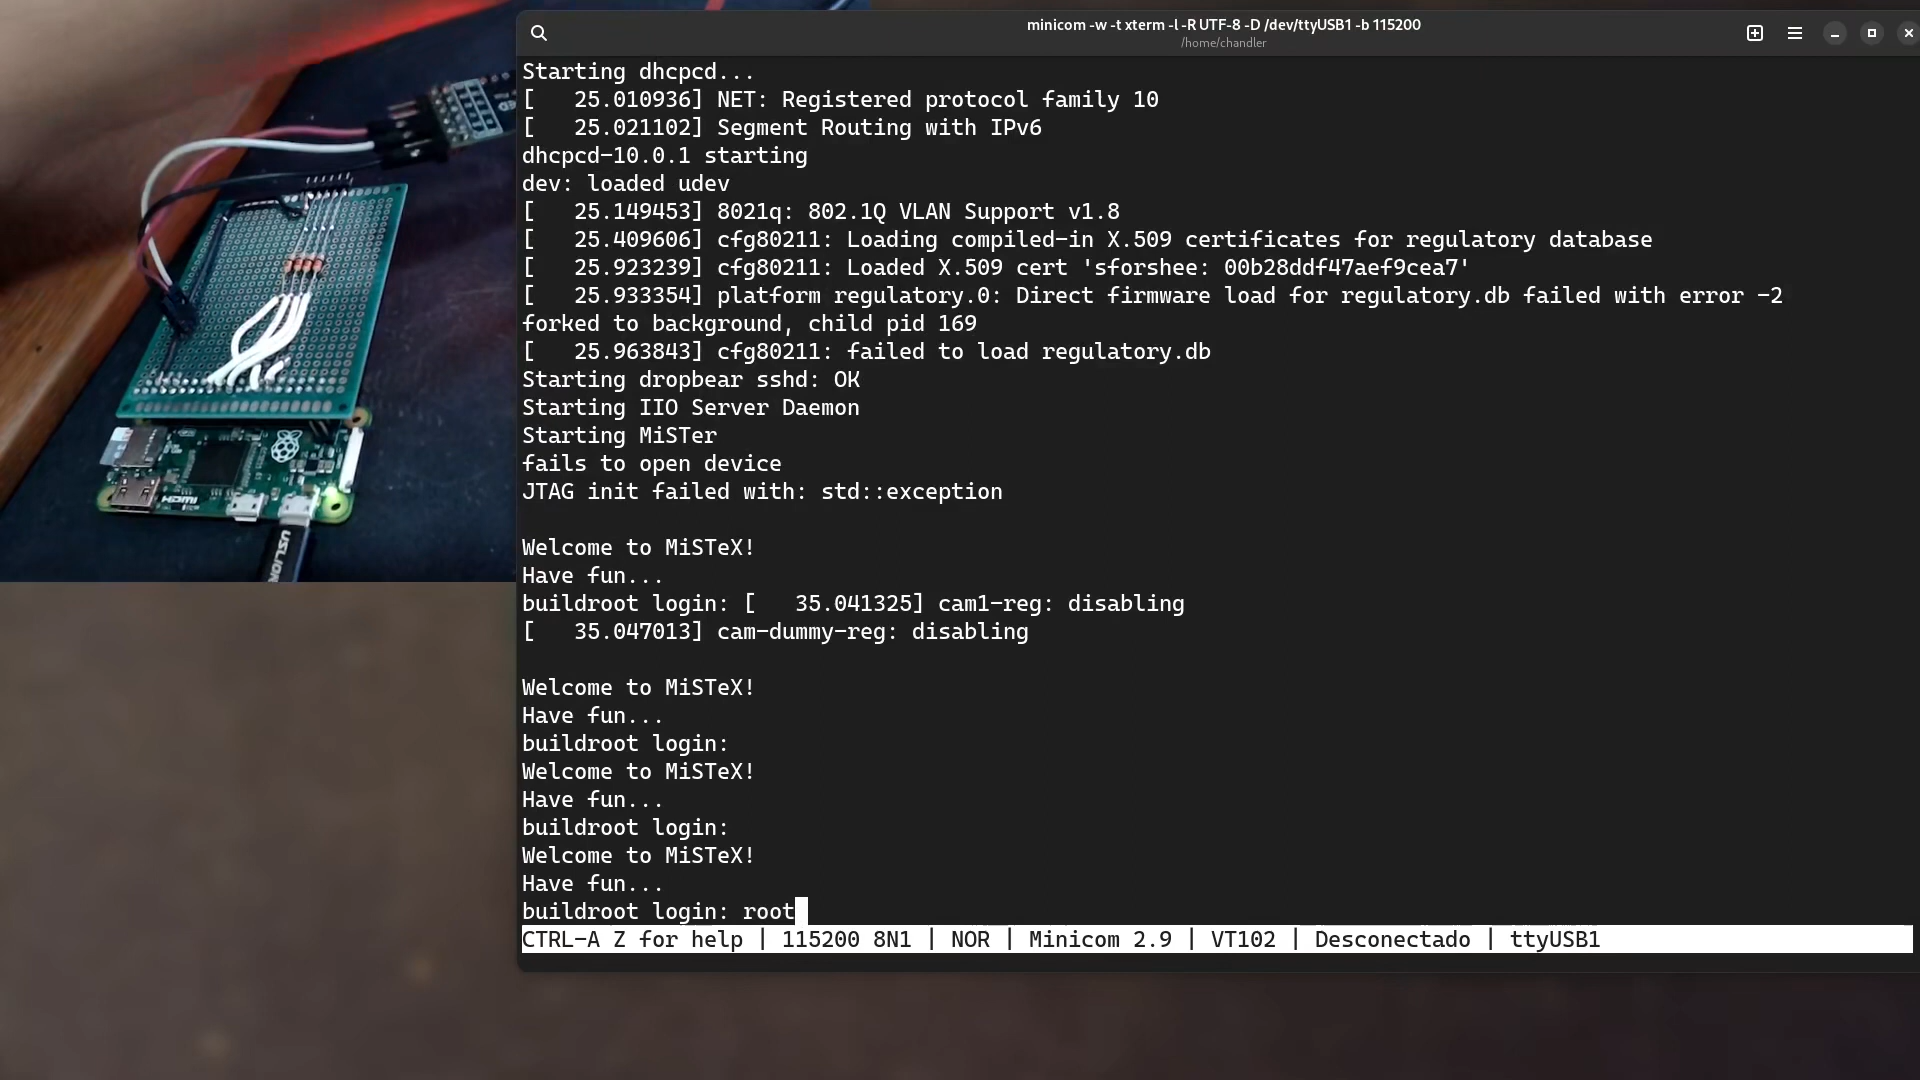 minicom -w -t xterm -l -R UTF-8 -D /dev/ttyUSB1 -b 115200
/home/chandler
Starting dhcpcd...
[   25.010936] NET: Registered protocol family 10
[   25.021102] Segment Routing with IPv6
dhcpcd-10.0.1 starting
dev: loaded udev
[   25.149453] 8021q: 802.1Q VLAN Support v1.8
[   25.409606] cfg80211: Loading compiled-in X.509 certificates for regulatory database
[   25.923239] cfg80211: Loaded X.509 cert 'sforshee: 00b28ddf47aef9cea7'
[   25.933354] platform regulatory.0: Direct firmware load for regulatory.db failed with error -2
forked to background, child pid 169
[   25.963843] cfg80211: failed to load regulatory.db
Starting dropbear sshd: OK
Starting IIO Server Daemon
Starting MiSTer
fails to open device
JTAG init failed with: std::exception
Welcome to MiSTeX!
Have fun...
buildroot login: [   35.041325] cam1-reg: disabling
[   35.047013] cam-dummy-reg: disabling
Welcome to MiSTeX!
Have fun...
buildroot login:
Welcome to MiSTeX!
Have fun...
buildroot login:
Welcome to MiSTeX!
Have fun...
buildroot login: root
CTRL-A Z for help | 115200 8N1 | NOR | Minicom 2.9 | VT102 | Desconectado | ttyUSB1
HDMI